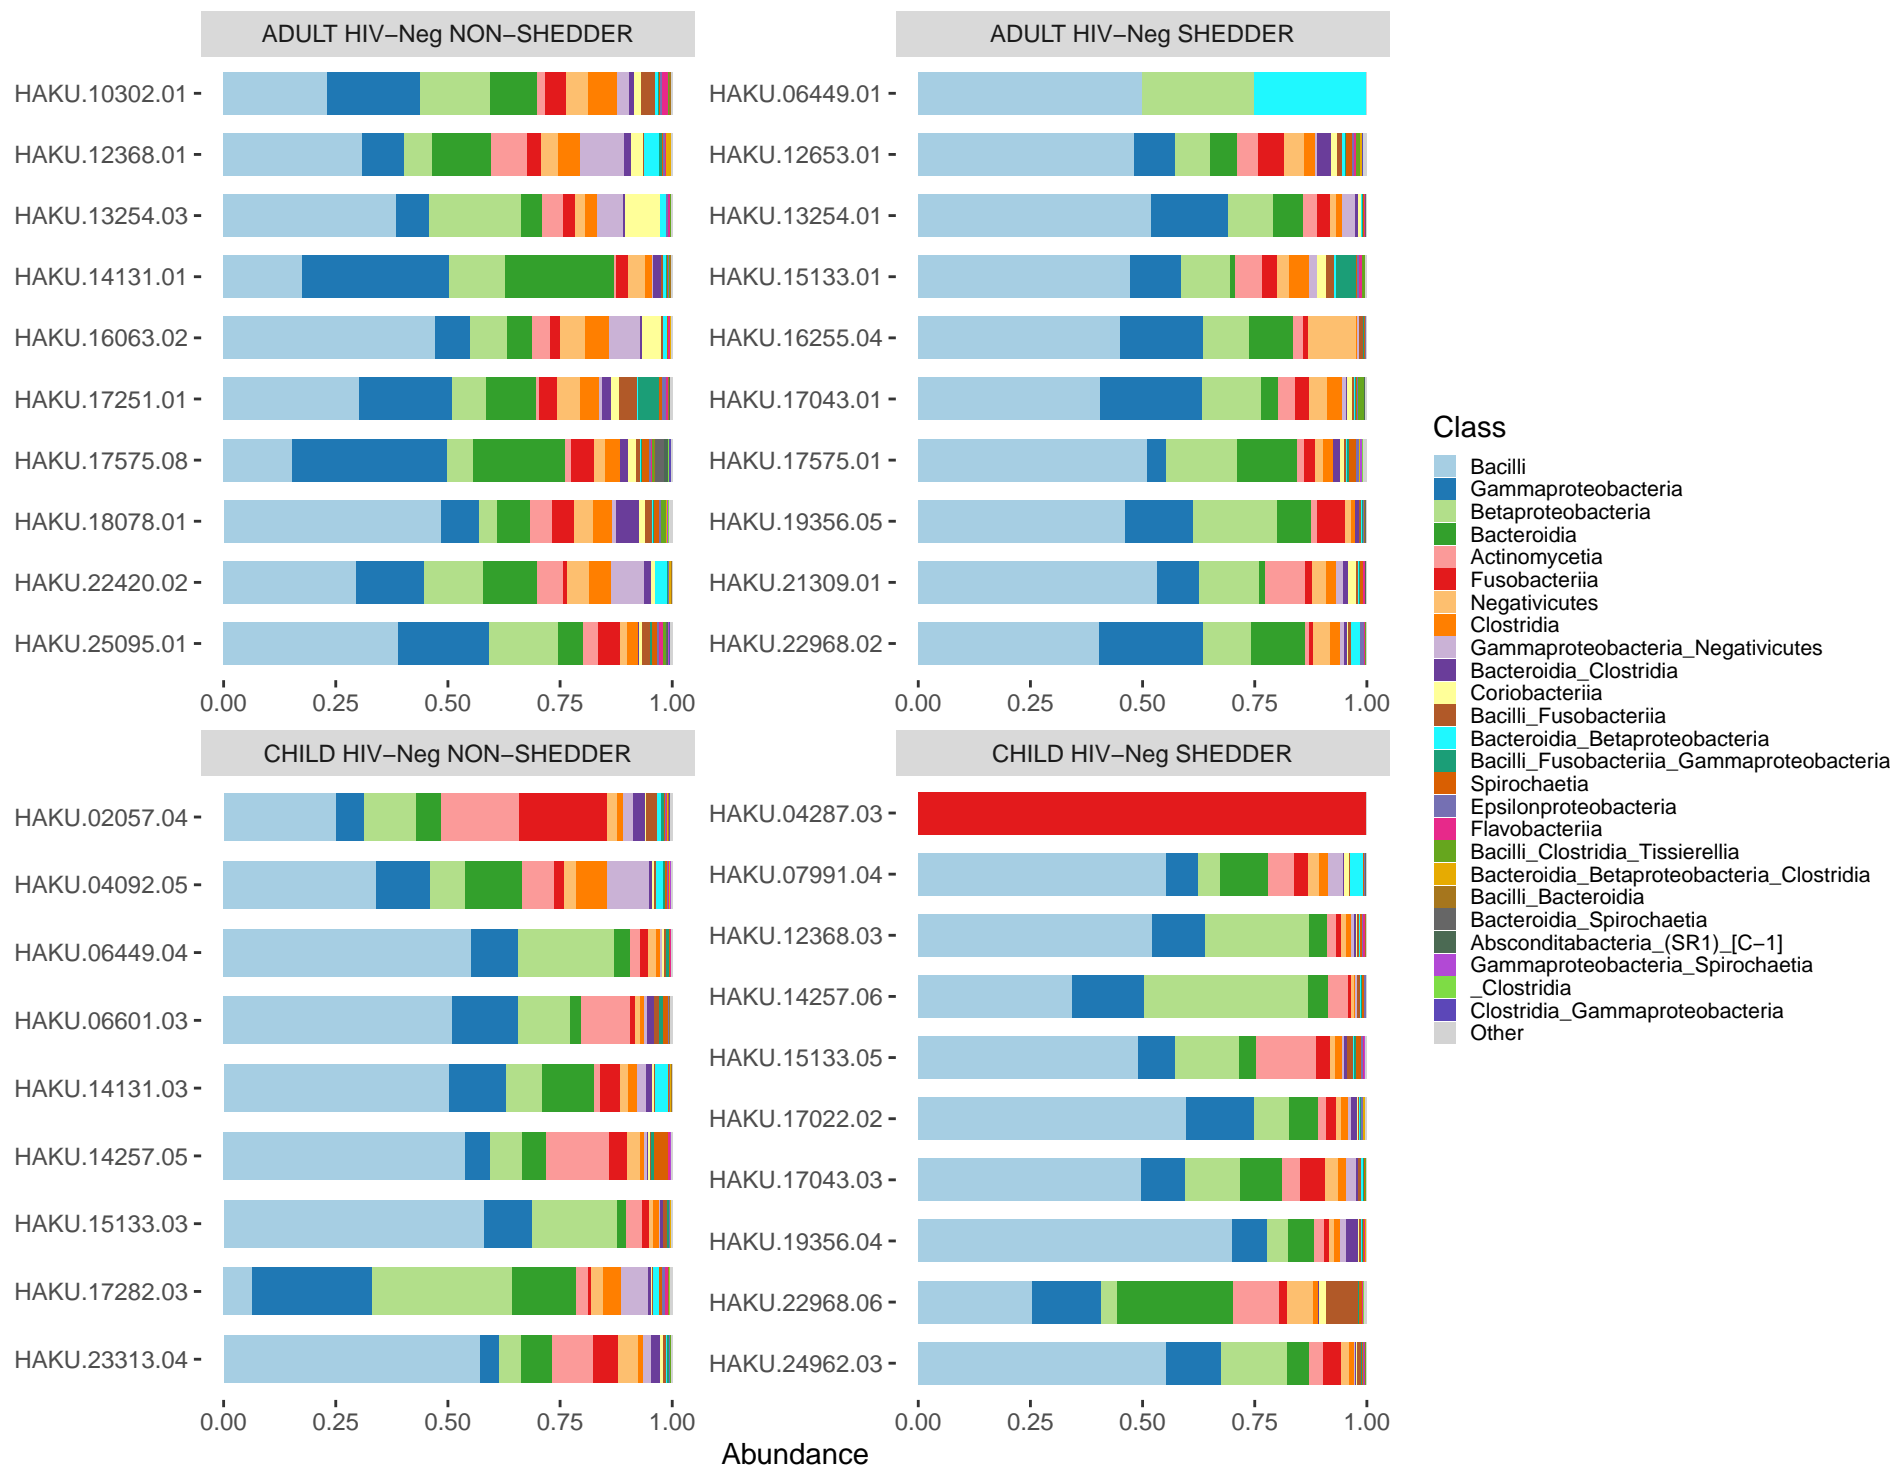 ADULT HIV−Neg NON−SHEDDER
HAKU.10302.01
HAKU.12368.01
HAKU.13254.03
HAKU.14131.01
HAKU.16063.02
HAKU.17251.01
HAKU.17575.08
HAKU.18078.01
HAKU.22420.02
HAKU.25095.01
0.00 0.25 0.50 0.75 1.00
ADULT HIV−Neg SHEDDER
HAKU.06449.01
HAKU.12653.01
HAKU.13254.01
HAKU.15133.01
HAKU.16255.04
HAKU.17043.01
HAKU.17575.01
HAKU.19356.05
HAKU.21309.01
HAKU.22968.02
0.00 0.25 0.50 0.75 1.00
CHILD HIV−Neg NON−SHEDDER
HAKU.02057.04
HAKU.04092.05
HAKU.06449.04
HAKU.06601.03
HAKU.14131.03
HAKU.14257.05
HAKU.15133.03
HAKU.17282.03
HAKU.23313.04
0.00 0.25 0.50 0.75 1.00
CHILD HIV−Neg SHEDDER
HAKU.04287.03
HAKU.07991.04
HAKU.12368.03
HAKU.14257.06
HAKU.15133.05
HAKU.17022.02
HAKU.17043.03
HAKU.19356.04
HAKU.22968.06
HAKU.24962.03
0.00 0.25 0.50 0.75 1.00
Abundance
Class
Bacilli
Gammaproteobacteria
Betaproteobacteria
Bacteroidia
Actinomycetia
Fusobacteriia
Negativicutes
Clostridia
Gammaproteobacteria_Negativicutes
Bacteroidia_Clostridia
Coriobacteriia
Bacilli_Fusobacteriia
Bacteroidia_Betaproteobacteria
Bacilli_Fusobacteriia_Gammaproteobacteria
Spirochaetia
Epsilonproteobacteria
Flavobacteriia
Bacilli_Clostridia_Tissierellia
Bacteroidia_Betaproteobacteria_Clostridia
Bacilli_Bacteroidia
Bacteroidia_Spirochaetia
Absconditabacteria_(SR1)_[C−1]
Gammaproteobacteria_Spirochaetia
_Clostridia
Clostridia_Gammaproteobacteria
Other